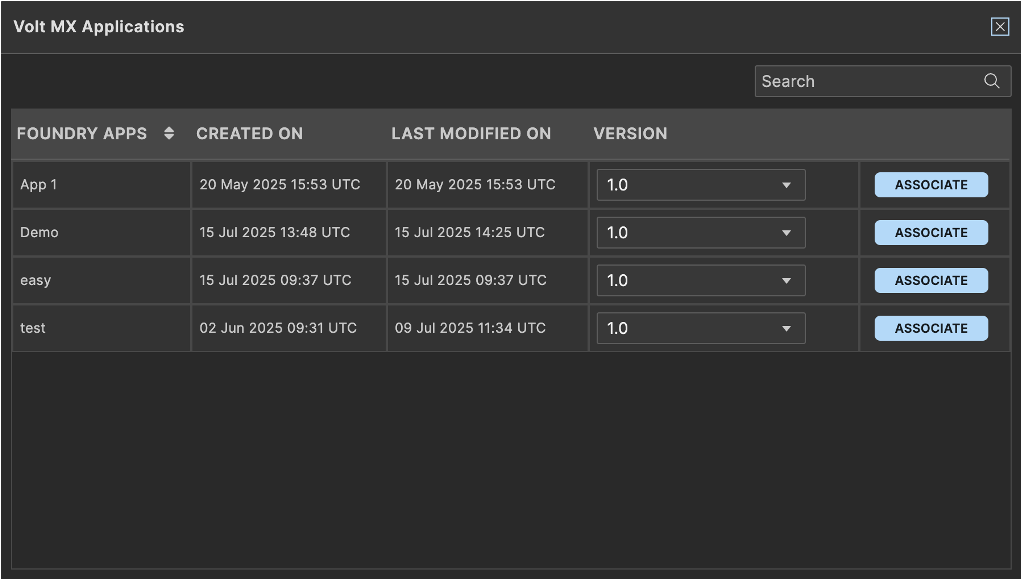 Volt MX Applications
Search
FOUNDRY APPS CREATED ON LAST MODIFIED ON VERSION
App 1 20 May 2025 15:53 UTC 20 May 2025 15:53 UTC 1.0 ASSOCIATE
Demo 15 Jul 2025 13:48 UTC 15 Jul 2025 14:25 UTC 1.0 ASSOCIATE
easy 15 Jul 2025 09:37 UTC 15 Jul 2025 09:37 UTC 1.0 ASSOCIATE
test 02 Jun 2025 09:31 UTC 09 Jul 2025 11:34 UTC 1.0 ASSOCIATE